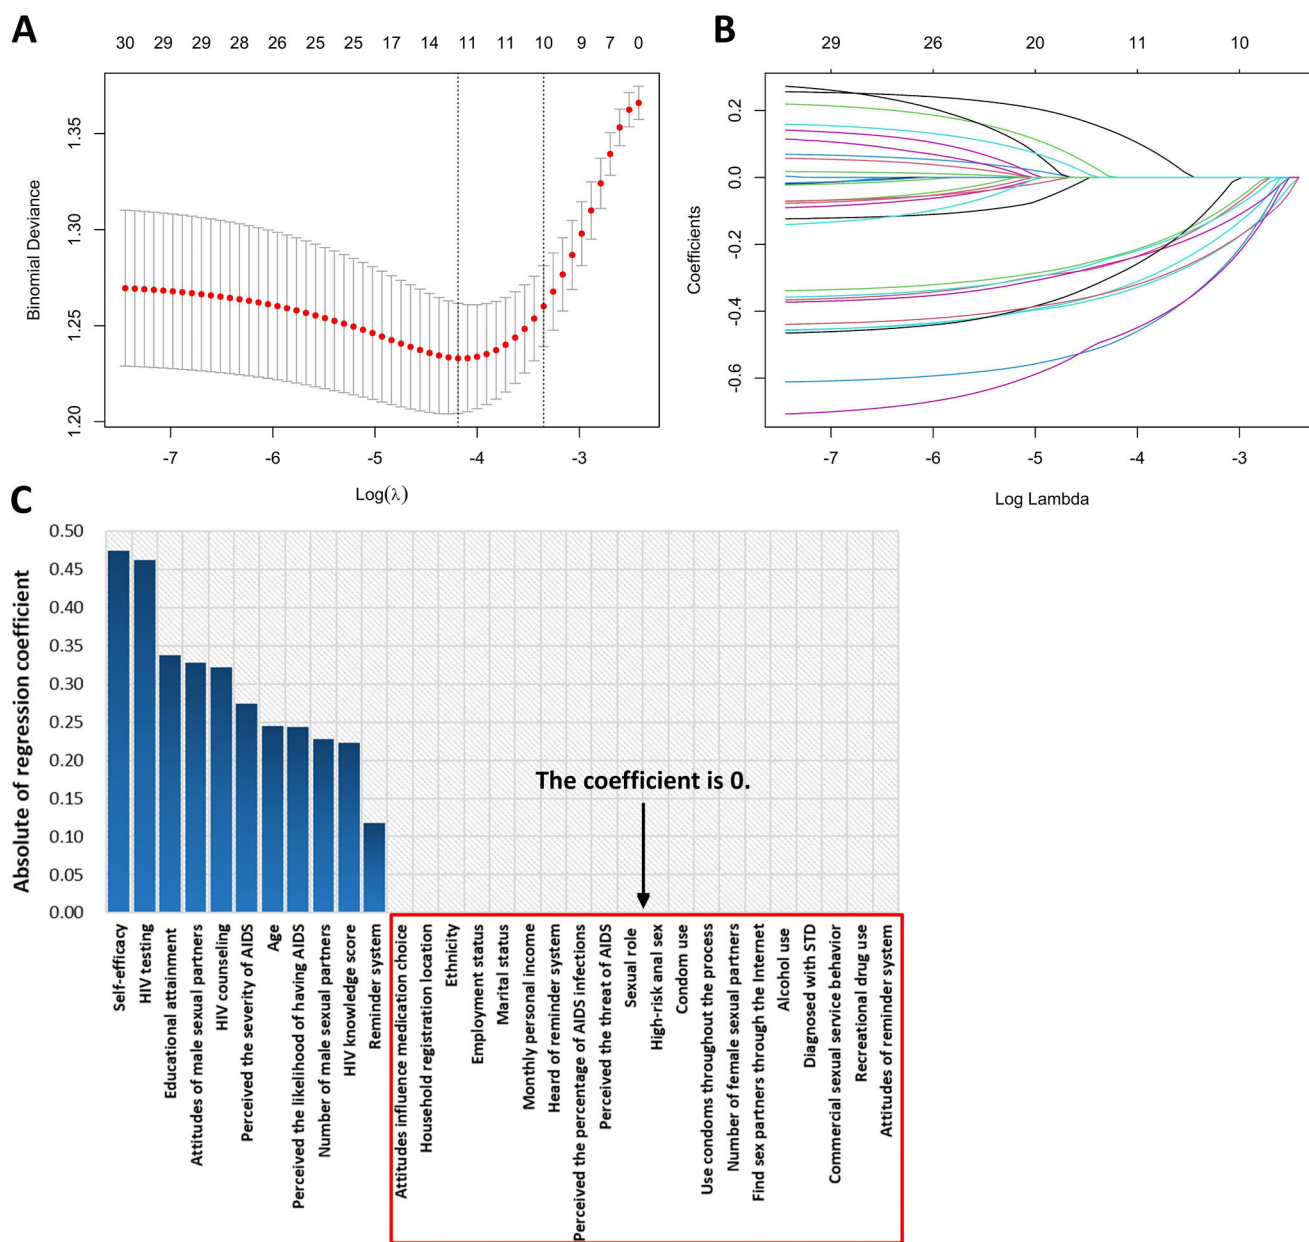 A
30 29 29 28 26 25 25 17 14 11 11 10 9 7 0
Binomial Deviance
1.35
1.30
1.25
1.20
-7 -6 -5 -4 -3
Log(λ)
B
29 26 20 11 10
Coefficients
0.2
0.0
-0.2
-0.4
-0.6
-7 -6 -5 -4 -3
Log Lambda
C
Absolute of regression coefficient
0.50
0.45
0.40
0.35
0.30
0.25
0.20
0.15
0.10
0.05
0.00
The coefficient is 0.
Self-efficacy
HIV testing
Educational attainment
Attitudes of male sexual partners
HIV counseling
Perceived the severity of AIDS
Age
Perceived the likelihood of having AIDS
Number of male sexual partners
HIV knowledge score
Reminder system
Attitudes influence medication choice
Household registration location
Ethnicity
Employment status
Marital status
Monthly personal income
Heard of reminder system
Perceived the percentage of AIDS infections
Perceived the threat of AIDS
Sexual role
High-risk anal sex
Condom use
Use condoms throughout the process
Number of female sexual partners
Find sex partners through the Internet
Alcohol use
Diagnosed with STD
Commercial sexual service behavior
Recreational drug use
Attitudes of reminder system